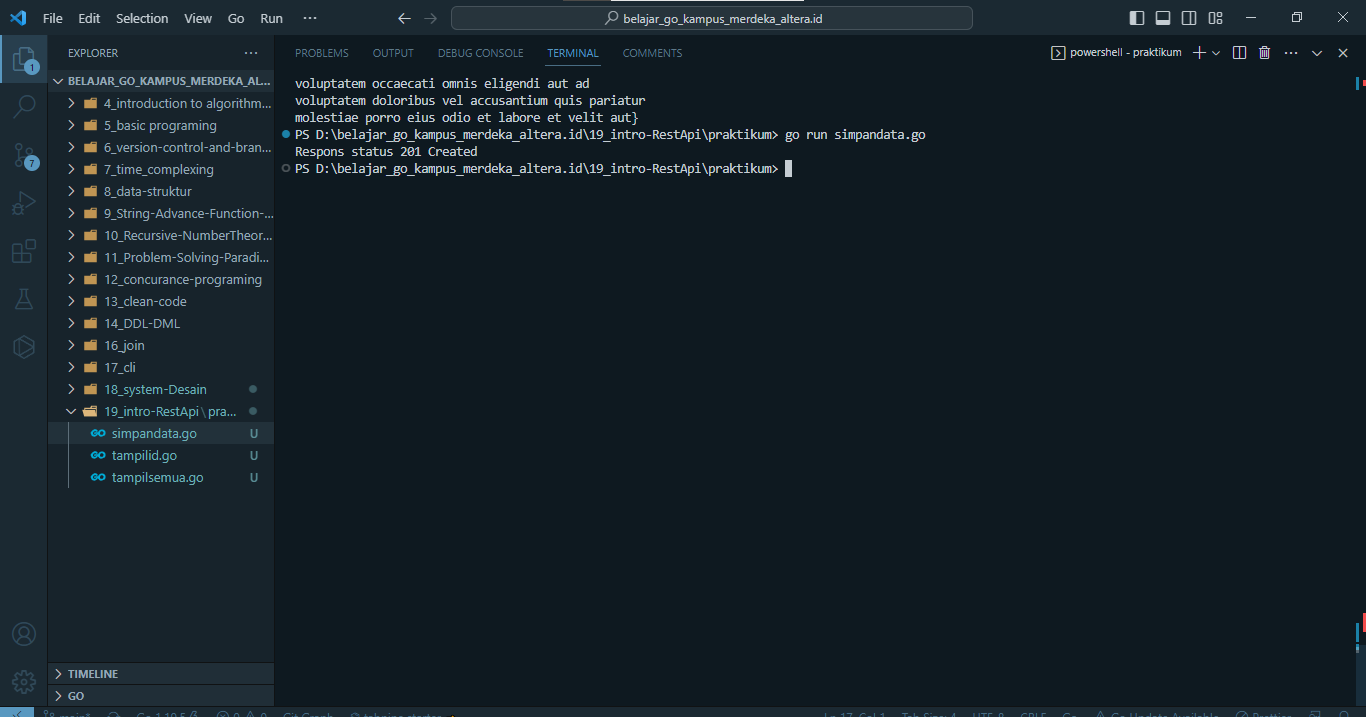 File Edit Selection View Go Run ···
belajar_go_kampus_merdeka_altera.id
EXPLORER ···
1
7
BELAJAR_GO_KAMPUS_MERDEKA_AL...
4_introduction to algorithm...
5_basic programing
6_version-control-and-bran...
7_time_complexing
8_data-struktur
9_String-Advance-Function-...
10_Recursive-NumberTheor...
11_Problem-Solving-Paradi...
12_concurance-programing
13_clean-code
14_DDL-DML
16_join
17_cli
18_system-Desain
19_intro-RestApi\pra...
GO simpandata.go U
GO tampilid.go U
GO tampilsemua.go U
TIMELINE
GO
PROBLEMS OUTPUT DEBUG CONSOLE TERMINAL COMMENTS
powershell - praktikum
voluptatem occaecati omnis eligendi aut ad
voluptatem doloribus vel accusantium quis pariatur
molestiae porro eius odio et labore et velit aut}
PS D:\belajar_go_kampus_merdeka_altera.id\19_intro-RestApi\praktikum> go run simpandata.go
Respons status 201 Created
PS D:\belajar_go_kampus_merdeka_altera.id\19_intro-RestApi\praktikum>